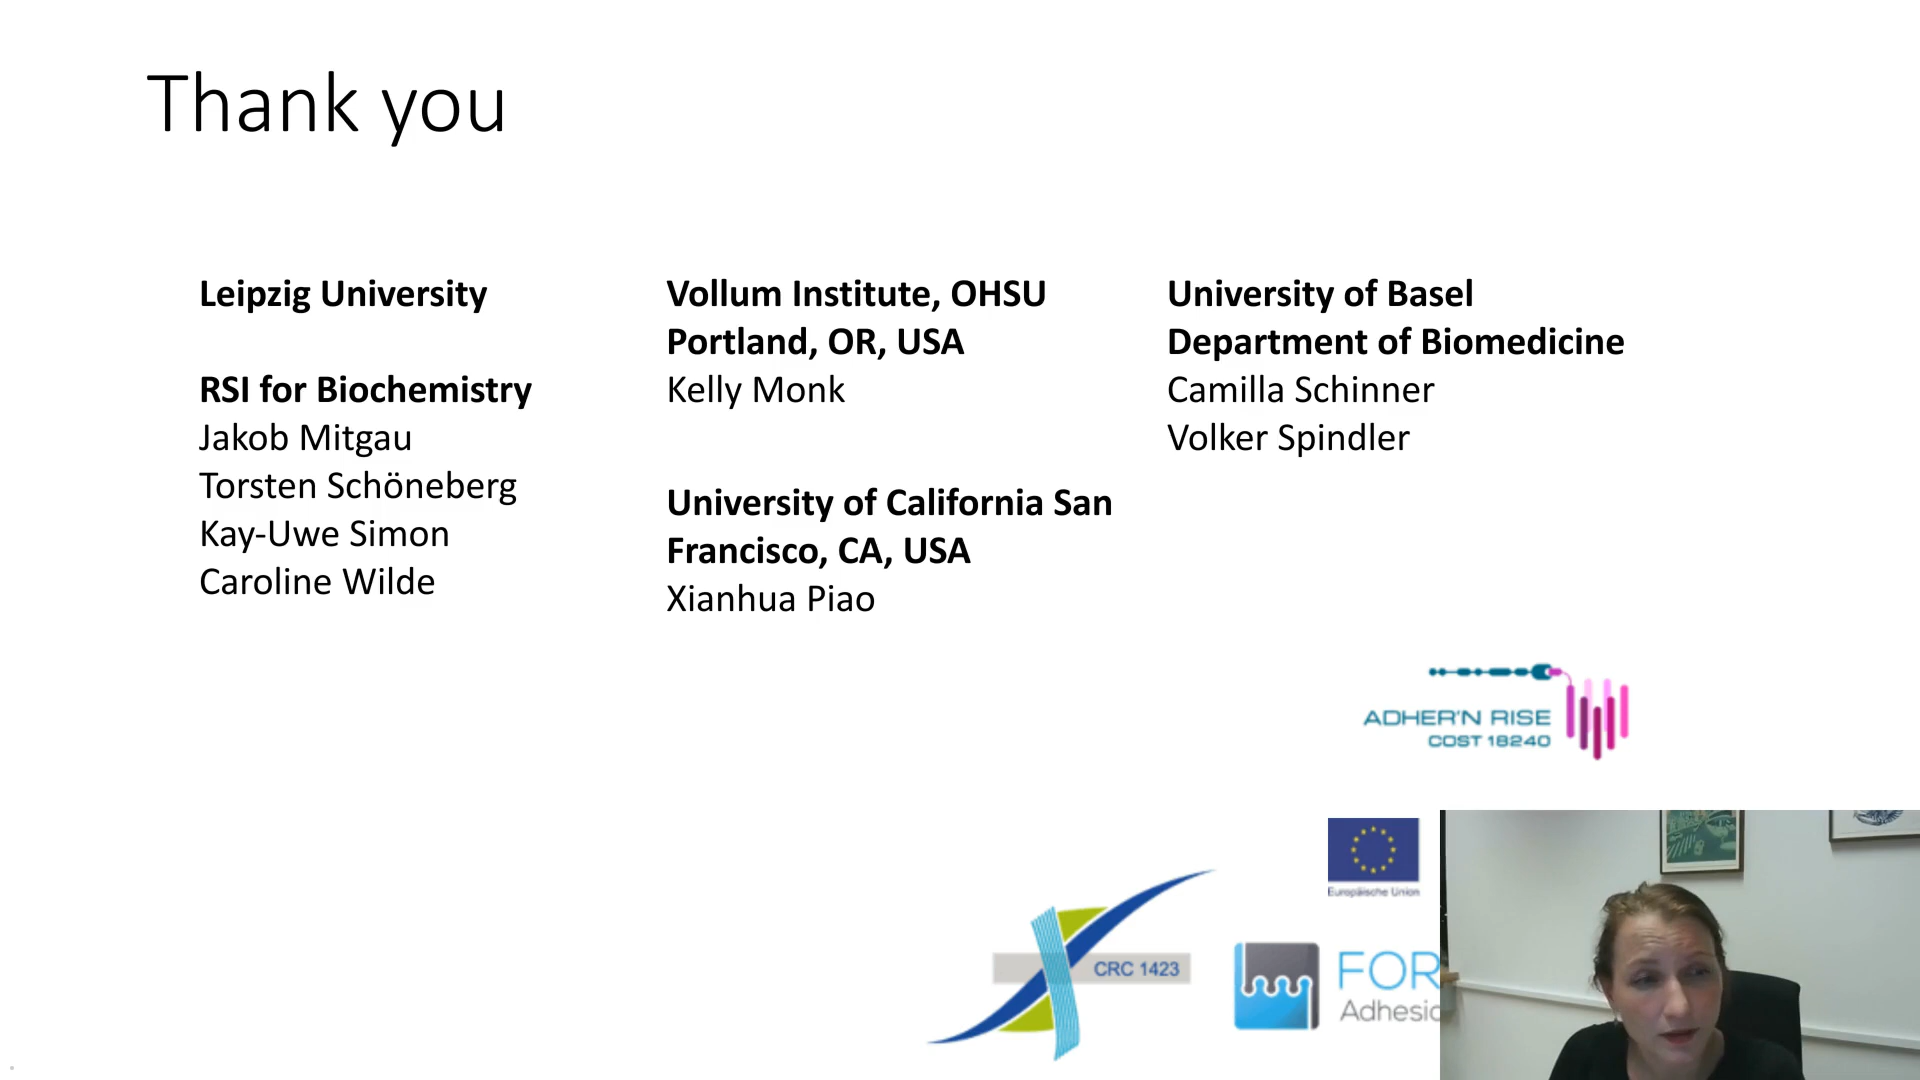 Thank you
Leipzig University
RSI for Biochemistry
Jakob Mitgau
Torsten Schöneberg
Kay-Uwe Simon
Caroline Wilde
Vollum Institute, OHSU
Portland, OR, USA
Kelly Monk
University of California San
Francisco, CA, USA
Xianhua Piao
University of Basel
Department of Biomedicine
Camilla Schinner
Volker Spindler
ADHER'N RISE
COST 18240
Europäische Union
CRC 1423
FOR